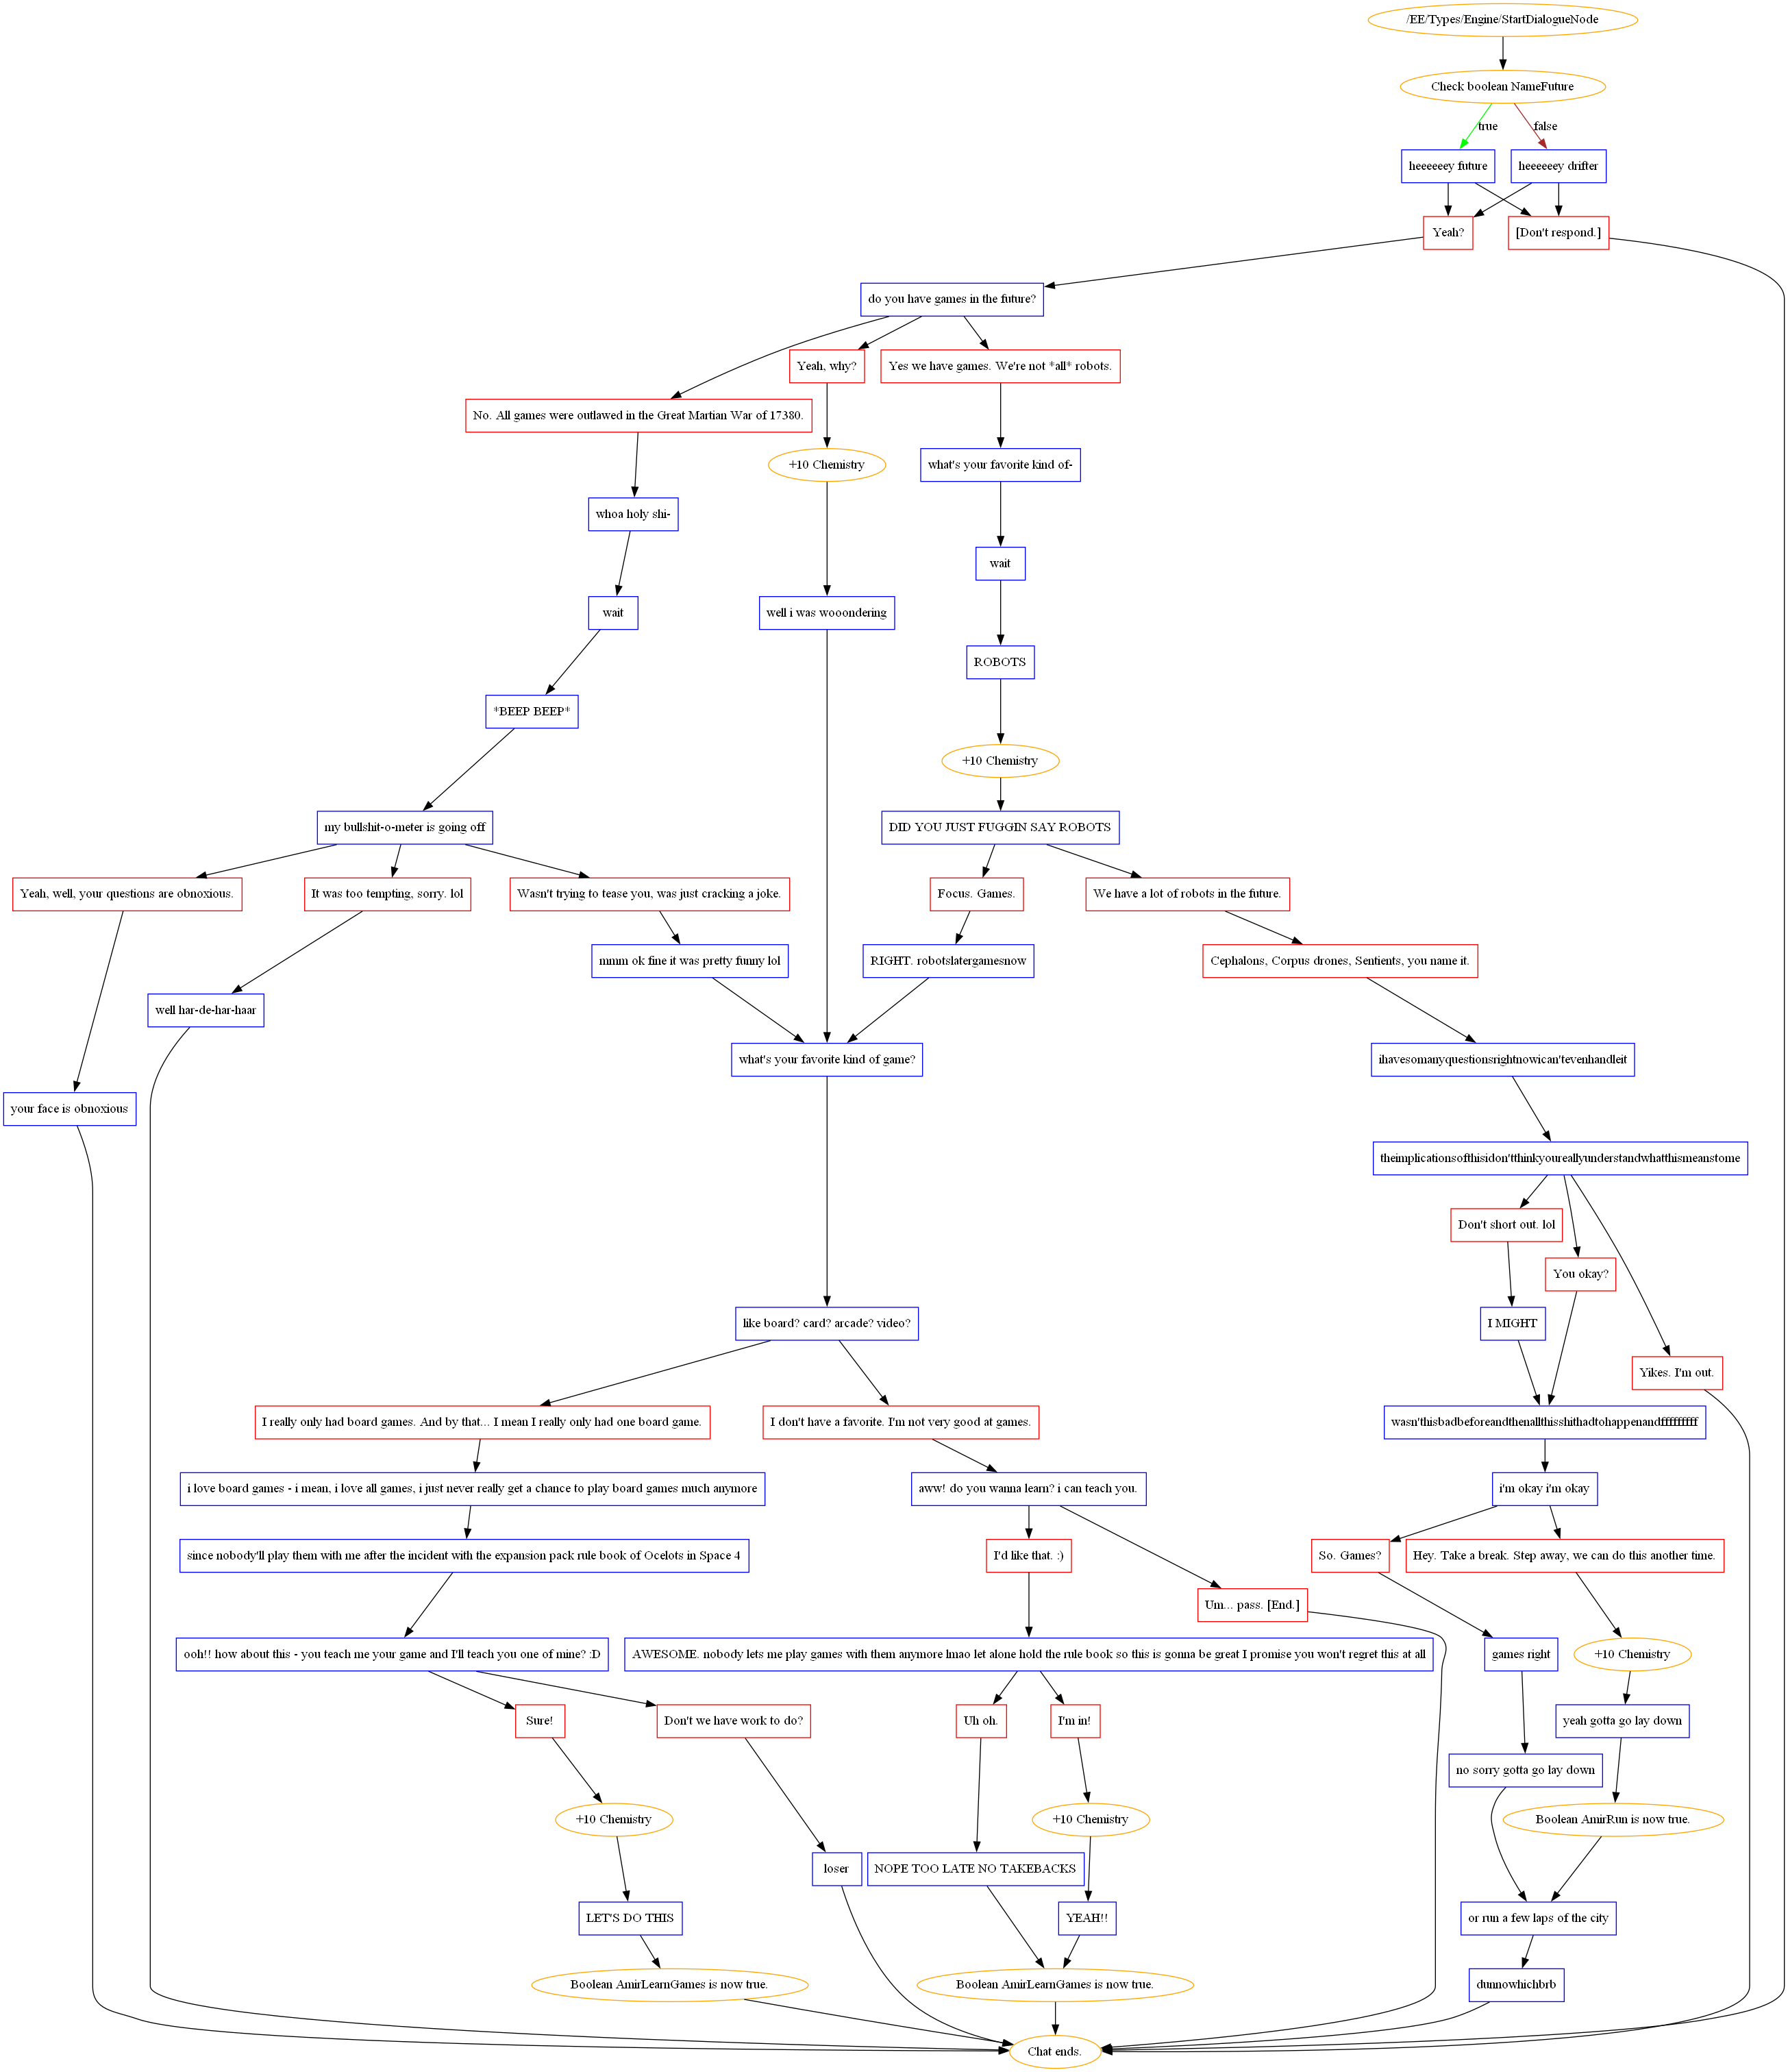 /EE/Types/Engine/StartDialogueNode
Check boolean NameFuture
true
false
heeeeeey future
heeeeeey drifter
Yeah?
[Don't respond.]
do you have games in the future?
Yeah, why?
Yes we have games. We're not *all* robots.
No. All games were outlawed in the Great Martian War of 17380.
+10 Chemistry
what's your favorite kind of-
whoa holy shi-
wait
wait
well i was wooondering
ROBOTS
*BEEP BEEP*
+10 Chemistry
my bullshit-o-meter is going off
DID YOU JUST FUGGIN SAY ROBOTS
Yeah, well, your questions are obnoxious.
It was too tempting, sorry. lol
Wasn't trying to tease you, was just cracking a joke.
Focus. Games.
We have a lot of robots in the future.
mmm ok fine it was pretty funny lol
RIGHT. robotslatergamesnow
Cephalons, Corpus drones, Sentients, you name it.
well har-de-har-haar
what's your favorite kind of game?
ihavesomanyquestionsrightnowican'tevenhandleit
your face is obnoxious
theimplicationsofthisidon'tthinkyoureallyunderstandwhatthismeanstome
Don't short out. lol
You okay?
like board? card? arcade? video?
I MIGHT
Yikes. I'm out.
I really only had board games. And by that... I mean I really only had one board game.
I don't have a favorite. I'm not very good at games.
wasn'thisbadbeforeandthenallthisshithadtohappenandfffffffff
i love board games - i mean, i love all games, i just never really get a chance to play board games much anymore
aww! do you wanna learn? i can teach you.
i'm okay i'm okay
since nobody'll play them with me after the incident with the expansion pack rule book of Ocelots in Space 4
I'd like that. :)
So. Games?
Hey. Take a break. Step away, we can do this another time.
Um... pass. [End.]
ooh!! how about this - you teach me your game and I'll teach you one of mine? :D
AWESOME. nobody lets me play games with them anymore lmao let alone hold the rule book so this is gonna be great I promise you won't regret this at all
games right
+10 Chemistry
Sure!
Don't we have work to do?
Uh oh.
I'm in!
yeah gotta go lay down
no sorry gotta go lay down
+10 Chemistry
+10 Chemistry
Boolean AmirRun is now true.
loser
NOPE TOO LATE NO TAKEBACKS
LET'S DO THIS
YEAH!!
or run a few laps of the city
Boolean AmirLearnGames is now true.
Boolean AmirLearnGames is now true.
dunnowhichbrb
Chat ends.